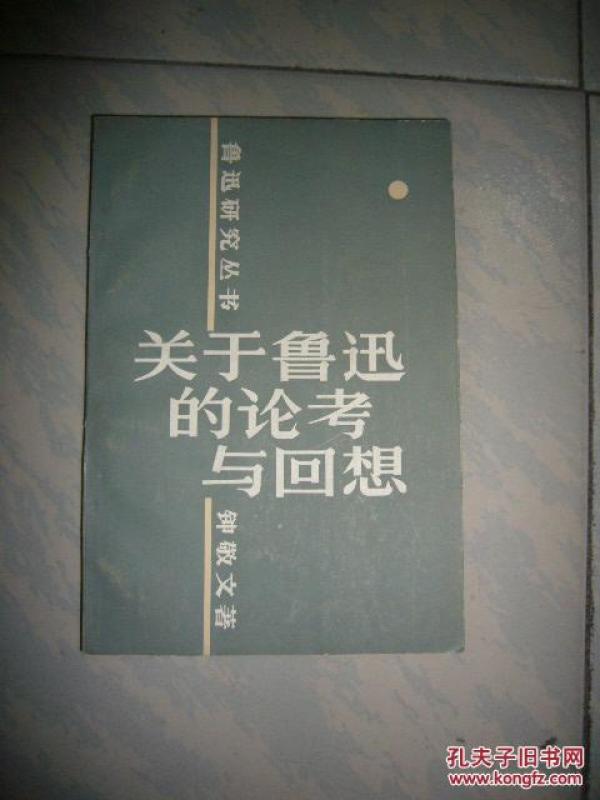 鲁迅研究丛书
关于鲁迅
的论考
与回想
钟敬文著
孔夫子旧书网
www.kongfz.com